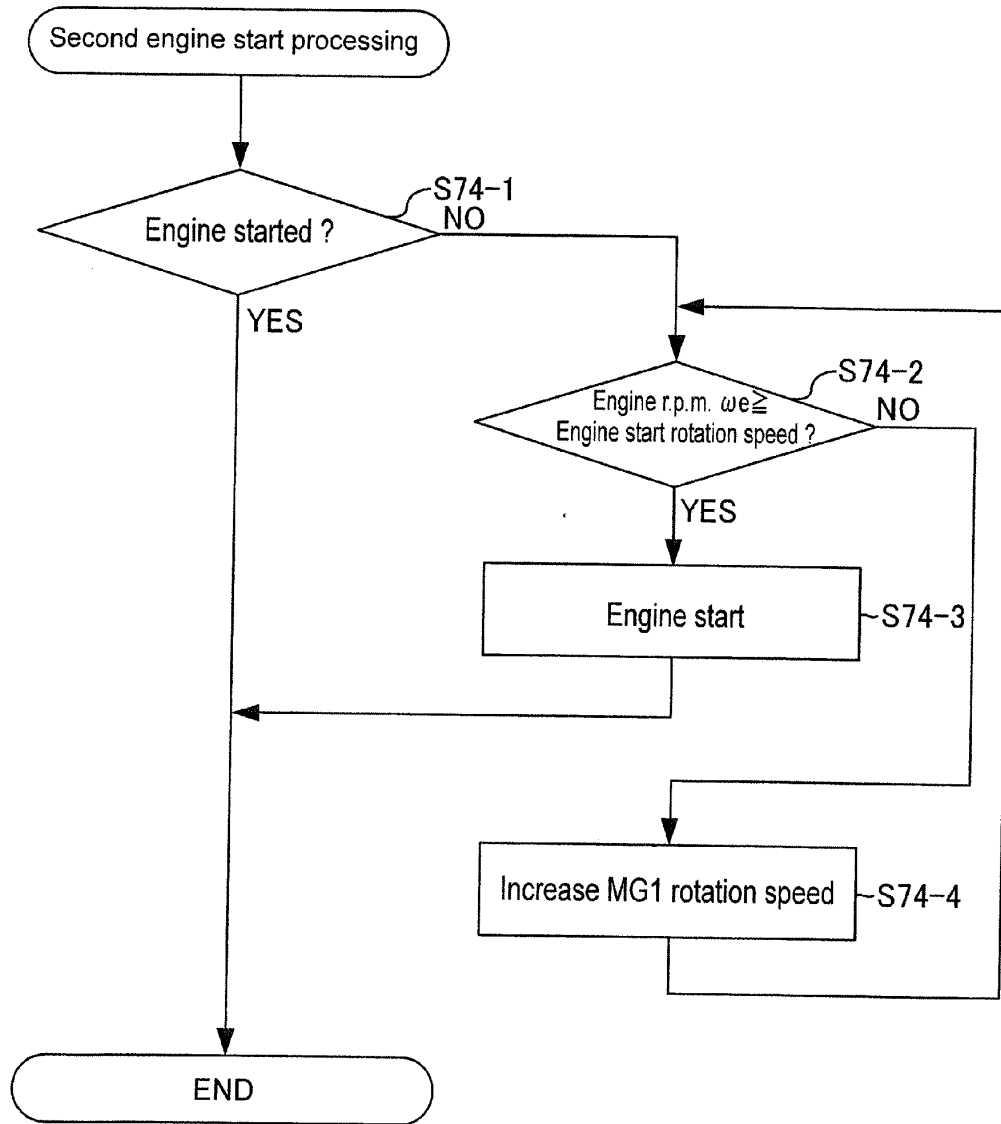 Second engine start processing
S74-1
Engine started ?
NO
YES
S74-2
Engine r.p.m. ωe≧
Engine start rotation speed ?
NO
YES
Engine start
S74-3
Increase MG1 rotation speed
S74-4
END